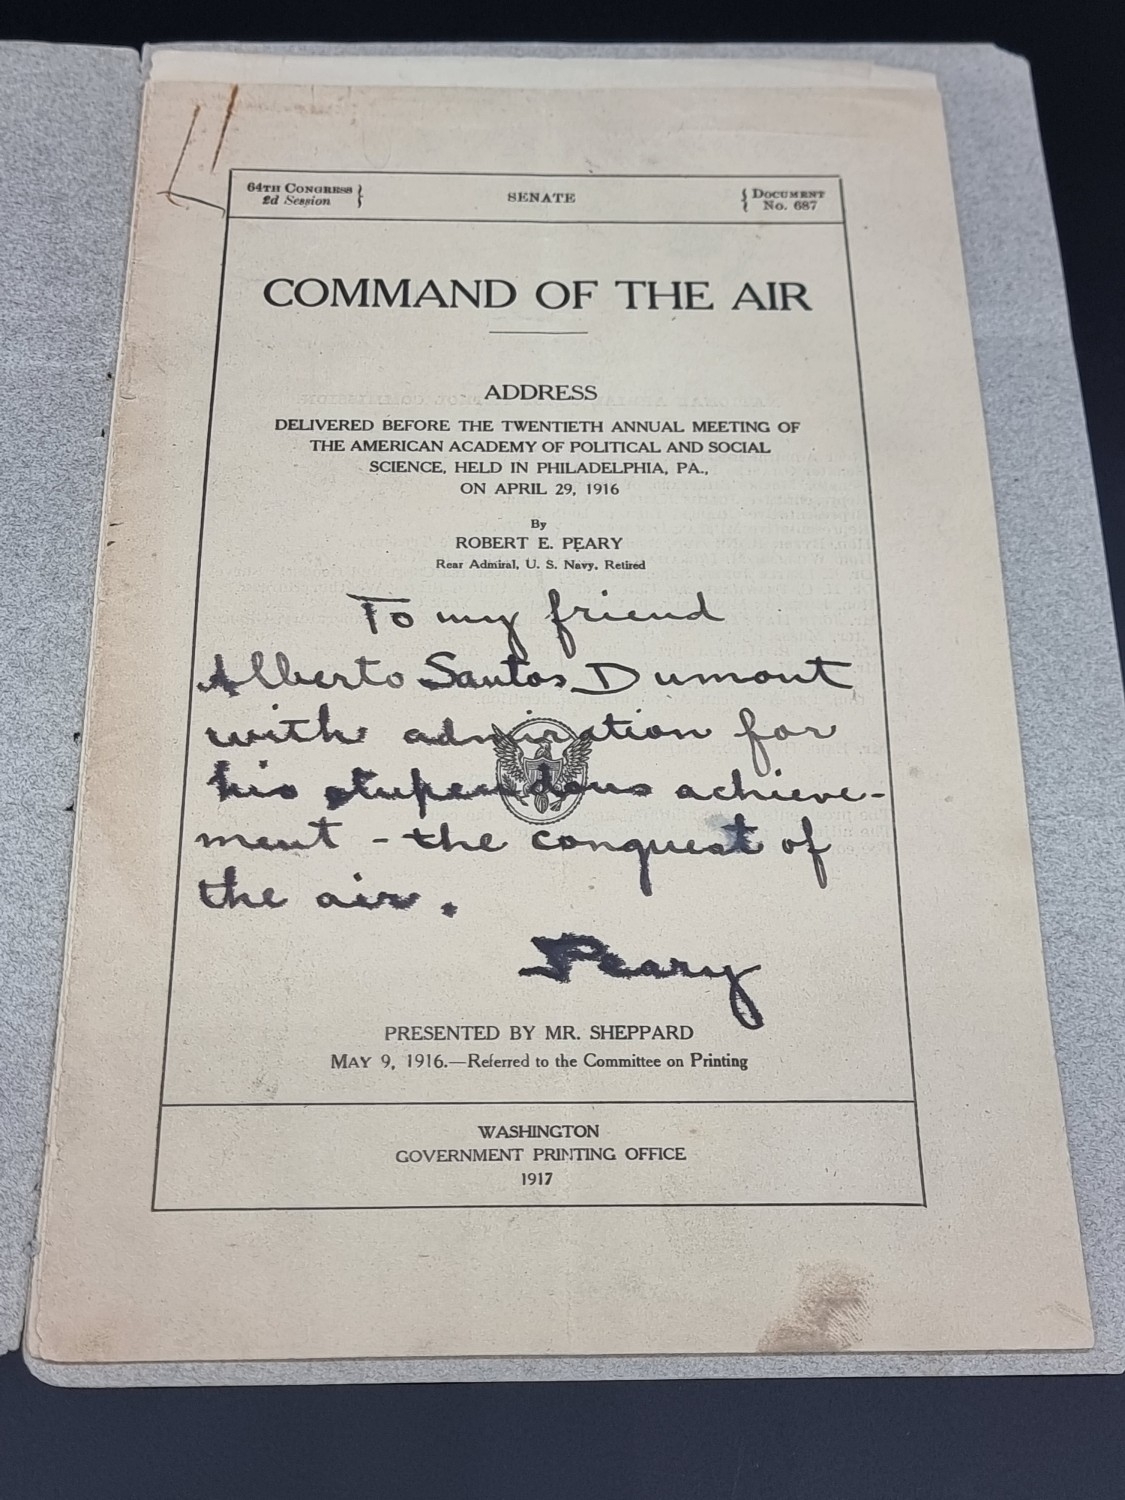 64TH CONGRESS
2d Session
SENATE
DOCUMENT
No. 687
COMMAND OF THE AIR
ADDRESS
DELIVERED BEFORE THE TWENTIETH ANNUAL MEETING OF
THE AMERICAN ACADEMY OF POLITICAL AND SOCIAL
SCIENCE, HELD IN PHILADELPHIA, PA.,
ON APRIL 29, 1916
By
ROBERT E. PEARY
Rear Admiral, U. S. Navy, Retired
To my friend
Alberto Santos Dumont
with admiration for
his stupendous achieve-
ment - the conquest of
the air.
Peary
PRESENTED BY MR. SHEPPARD
MAY 9, 1916.—Referred to the Committee on Printing
WASHINGTON
GOVERNMENT PRINTING OFFICE
1917